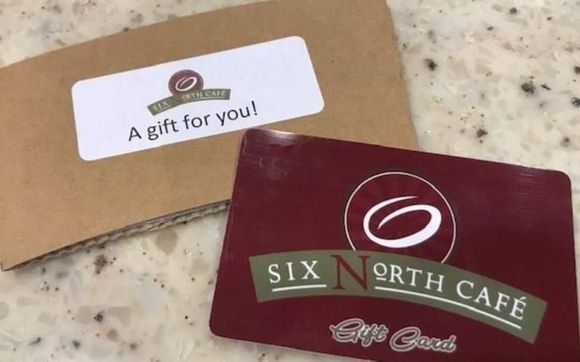 SIX NORTH CAFÉ
A gift for you!
SIX NORTH CAFÉ
Gift Card